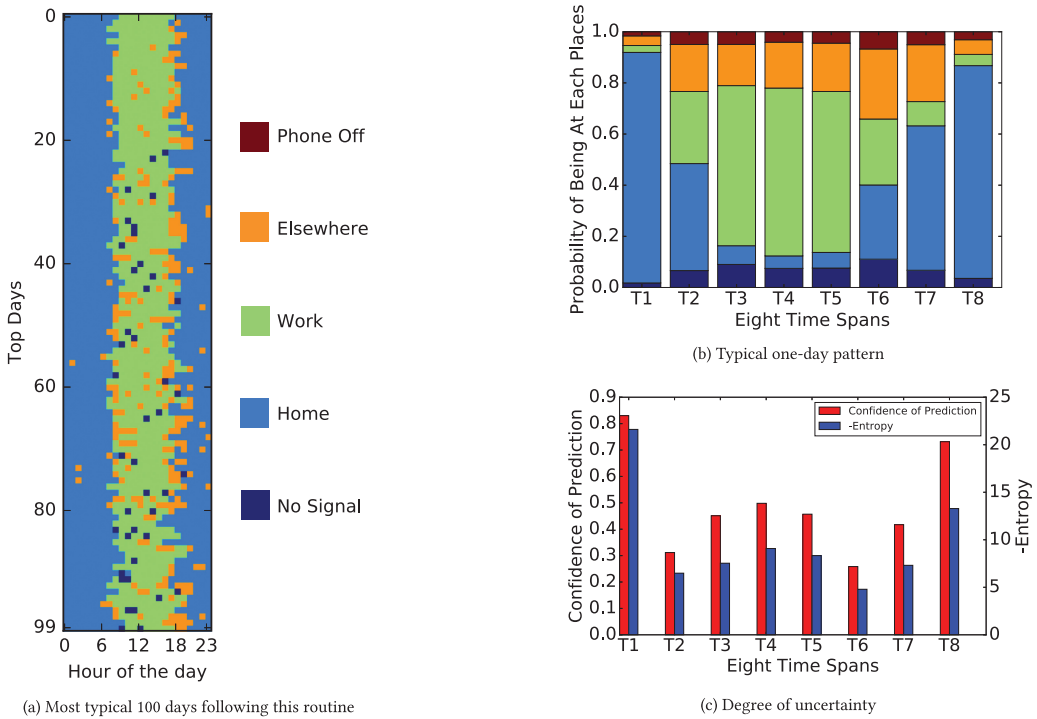 0
20
40
60
80
99
Top Days
0 6 12 18 23
Hour of the day
Phone Off
Elsewhere
Work
Home
No Signal
(a) Most typical 100 days following this routine
1.0
0.8
0.6
0.4
0.2
0.0
Probability of Being At Each Places
T1 T2 T3 T4 T5 T6 T7 T8
Eight Time Spans
(b) Typical one-day pattern
0.9
0.8
0.7
0.6
0.5
0.4
0.3
0.2
0.1
0.0
Confidence of Prediction
Confidence of Prediction
-Entropy
25
20
15
10
5
0
-Entropy
T1 T2 T3 T4 T5 T6 T7 T8
Eight Time Spans
(c) Degree of uncertainty